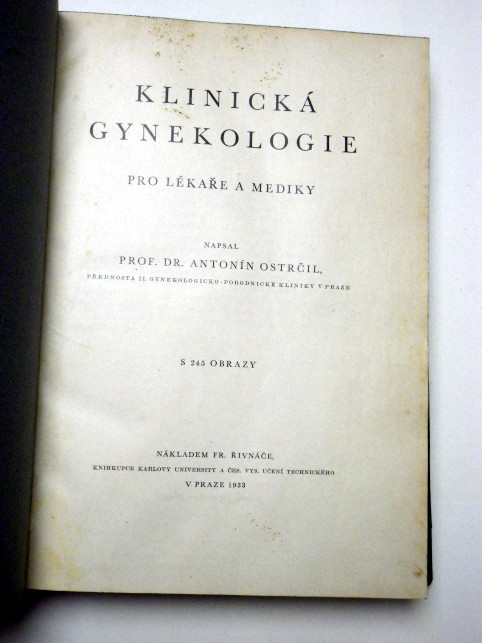 KLINICKÁ
GYNEKOLOGIE
PRO LÉKAŘE A MEDIKY
NAPSAL
PROF. DR. ANTONÍN OSTRČIL,
PŘEDNOSTA II. GYNEKOLOGICKO-PORODNICKÉ KLINIKY V PRAZE
S 245 OBRAZY
NÁKLADEM FR. ŘIVNÁČE,
KNIHKUPCE KARLOVY UNIVERSITY A ČES. VYS. UČENÍ TECHNICKÉHO
V PRAZE 1933